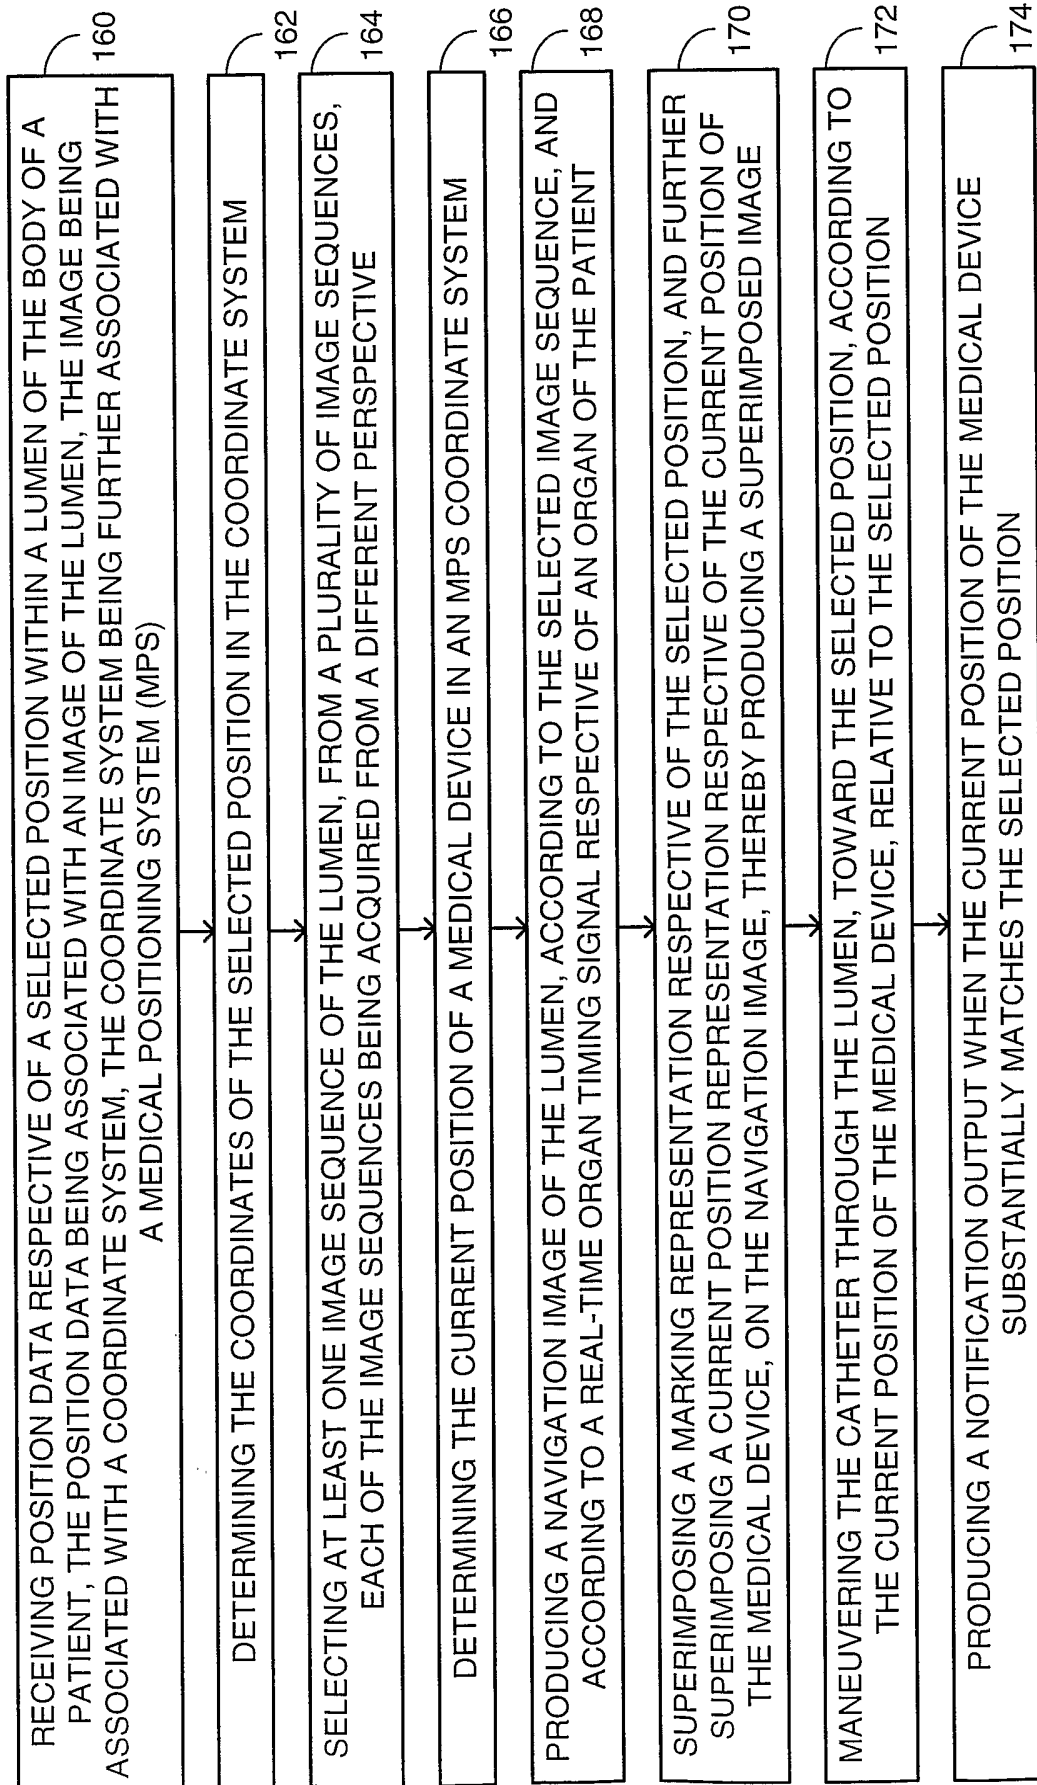 RECEIVING POSITION DATA RESPECTIVE OF A SELECTED POSITION WITHIN A LUMEN OF THE BODY OF A
PATIENT, THE POSITION DATA BEING ASSOCIATED WITH AN IMAGE OF THE LUMEN, THE IMAGE BEING
ASSOCIATED WITH A COORDINATE SYSTEM, THE COORDINATE SYSTEM BEING FURTHER ASSOCIATED WITH
A MEDICAL POSITIONING SYSTEM (MPS)
160
DETERMINING THE COORDINATES OF THE SELECTED POSITION IN THE COORDINATE SYSTEM
162
SELECTING AT LEAST ONE IMAGE SEQUENCE OF THE LUMEN, FROM A PLURALITY OF IMAGE SEQUENCES,
EACH OF THE IMAGE SEQUENCES BEING ACQUIRED FROM A DIFFERENT PERSPECTIVE
164
DETERMINING THE CURRENT POSITION OF A MEDICAL DEVICE IN AN MPS COORDINATE SYSTEM
166
PRODUCING A NAVIGATION IMAGE OF THE LUMEN, ACCORDING TO THE SELECTED IMAGE SEQUENCE, AND
ACCORDING TO A REAL-TIME ORGAN TIMING SIGNAL RESPECTIVE OF AN ORGAN OF THE PATIENT
168
SUPERIMPOSING A MARKING REPRESENTATION RESPECTIVE OF THE SELECTED POSITION, AND FURTHER
SUPERIMPOSING A CURRENT POSITION REPRESENTATION RESPECTIVE OF THE CURRENT POSITION OF
THE MEDICAL DEVICE, ON THE NAVIGATION IMAGE, THEREBY PRODUCING A SUPERIMPOSED IMAGE
170
MANEUVERING THE CATHETER THROUGH THE LUMEN, TOWARD THE SELECTED POSITION, ACCORDING TO
THE CURRENT POSITION OF THE MEDICAL DEVICE, RELATIVE TO THE SELECTED POSITION
172
PRODUCING A NOTIFICATION OUTPUT WHEN THE CURRENT POSITION OF THE MEDICAL DEVICE
SUBSTANTIALLY MATCHES THE SELECTED POSITION
174